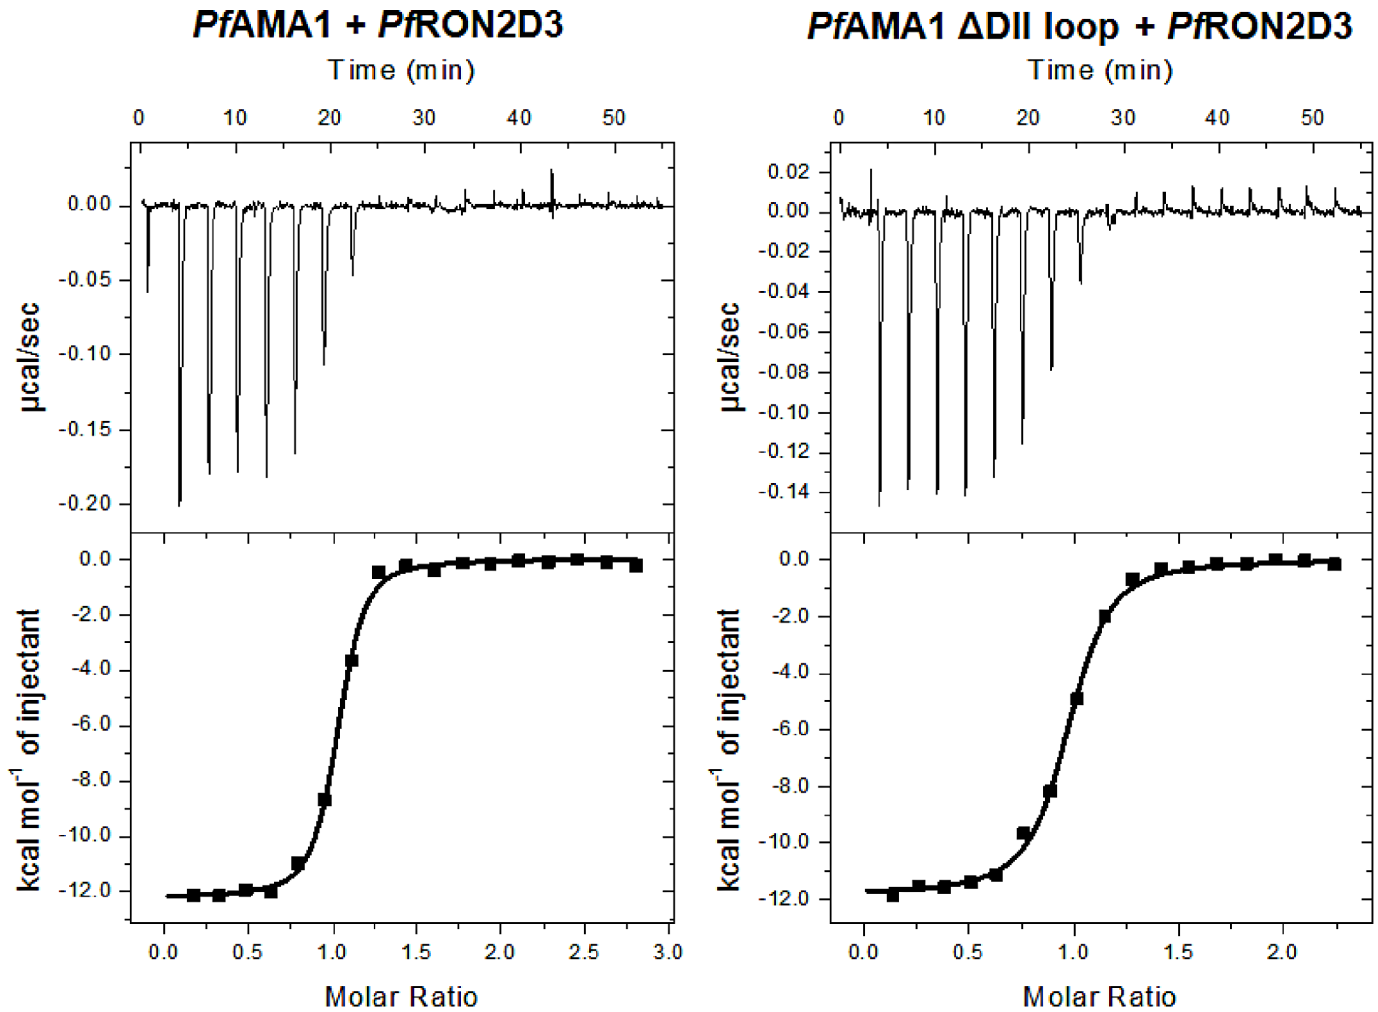 PfAMA1 + PfRON2D3
Time (min)
0 10 20 30 40 50
0.00
-0.05
-0.10
-0.15
-0.20
µcal/sec
0.0
-2.0
-4.0
-6.0
-8.0
-10.0
-12.0
kcal mol⁻¹ of injectant
0.0 0.5 1.0 1.5 2.0 2.5 3.0
Molar Ratio
PfAMA1 ΔDII loop + PfRON2D3
Time (min)
0 10 20 30 40 50
0.02
0.00
-0.02
-0.04
-0.06
-0.08
-0.10
-0.12
-0.14
µcal/sec
0.0
-2.0
-4.0
-6.0
-8.0
-10.0
-12.0
kcal mol⁻¹ of injectant
0.0 0.5 1.0 1.5 2.0
Molar Ratio